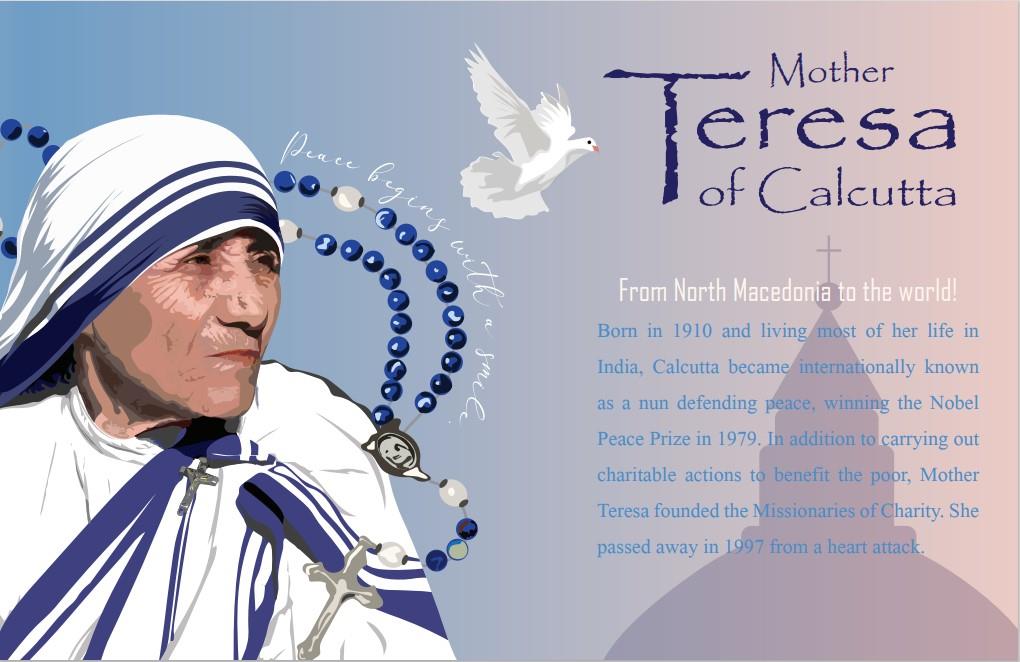 Peace begins with a smile.
Mother
Teresa
of Calcutta
From North Macedonia to the world!
Born in 1910 and living most of her life in
India, Calcutta became internationally known
as a nun defending peace, winning the Nobel
Peace Prize in 1979. In addition to carrying out
charitable actions to benefit the poor, Mother
Teresa founded the Missionaries of Charity. She
passed away in 1997 from a heart attack.